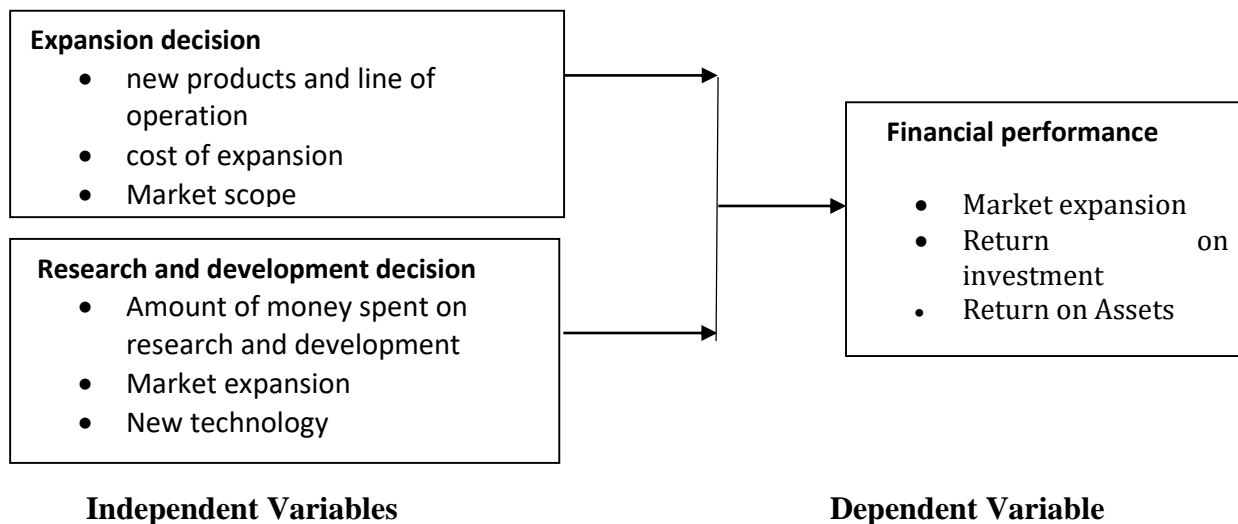 Expansion decision
• new products and line of
operation
• cost of expansion
• Market scope
Research and development decision
• Amount of money spent on
research and development
• Market expansion
• New technology
Independent Variables
Financial performance
• Market expansion
• Return on
investment
• Return on Assets
Dependent Variable